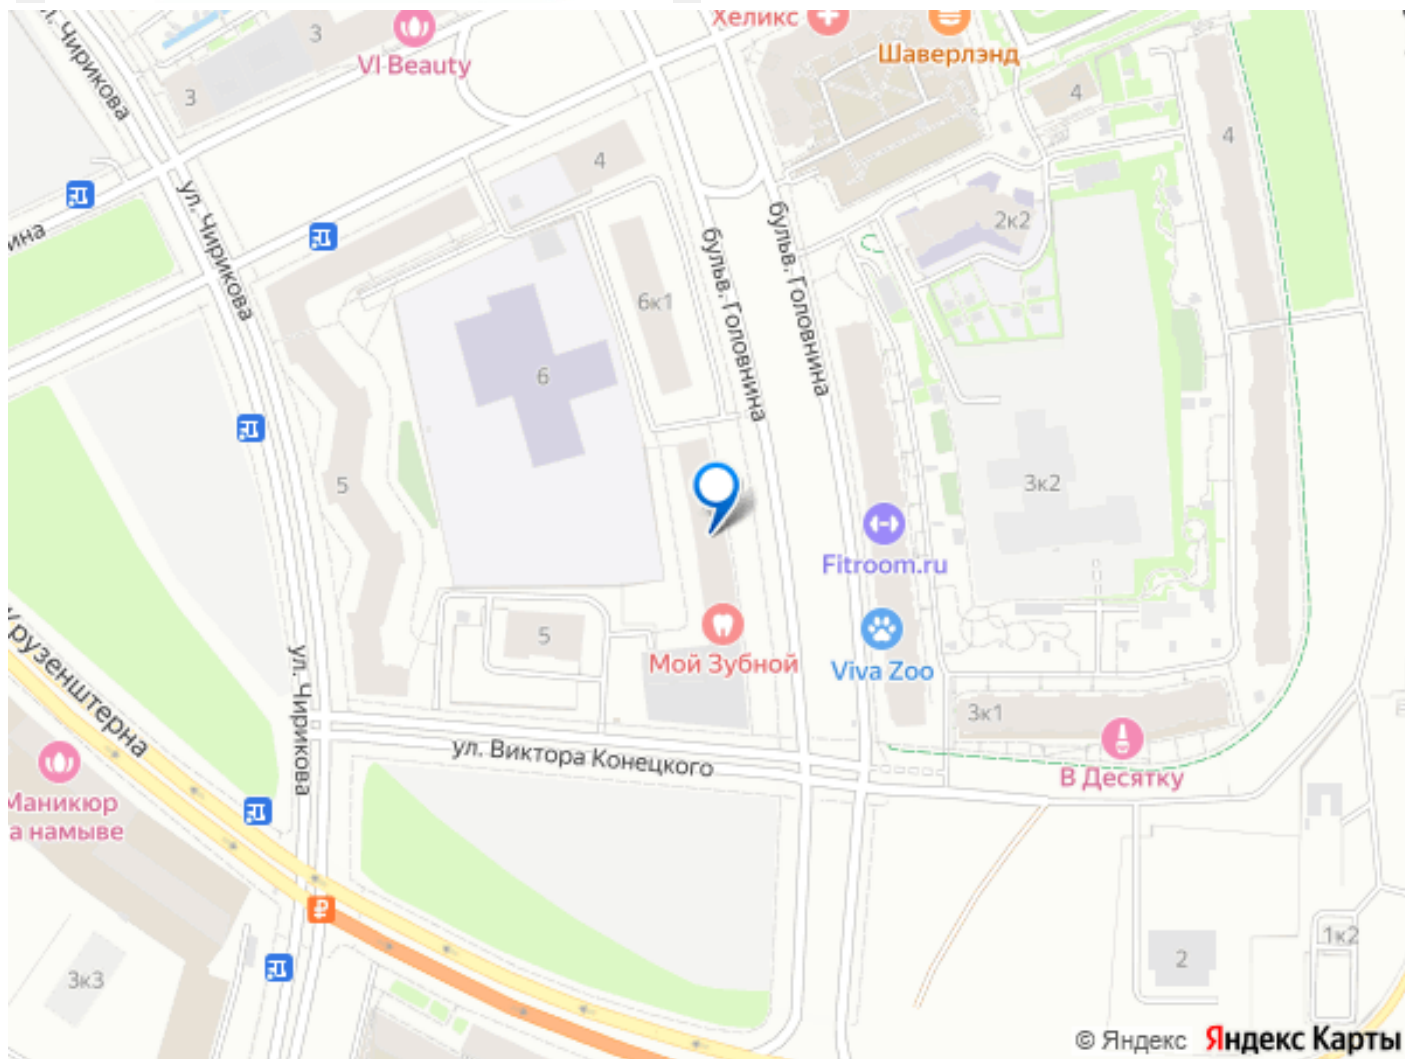 Хеликс
Шаверлэнд
3
VI Beauty
3
4
4
4
ул. Чирикова
ул. Чирикова
бульв. Головнина
бульв. Головнина
2к2
6к1
6
5
3к2
Fitroom.ru
5
Мой Зубной
Viva Zoo
3к1
В Десятку
ул. Чирикова
ул. Виктора Конецкого
Крузенштерна
Маникюр
а намыве
3к3
2
1к2
© Яндекс Яндекс Карты